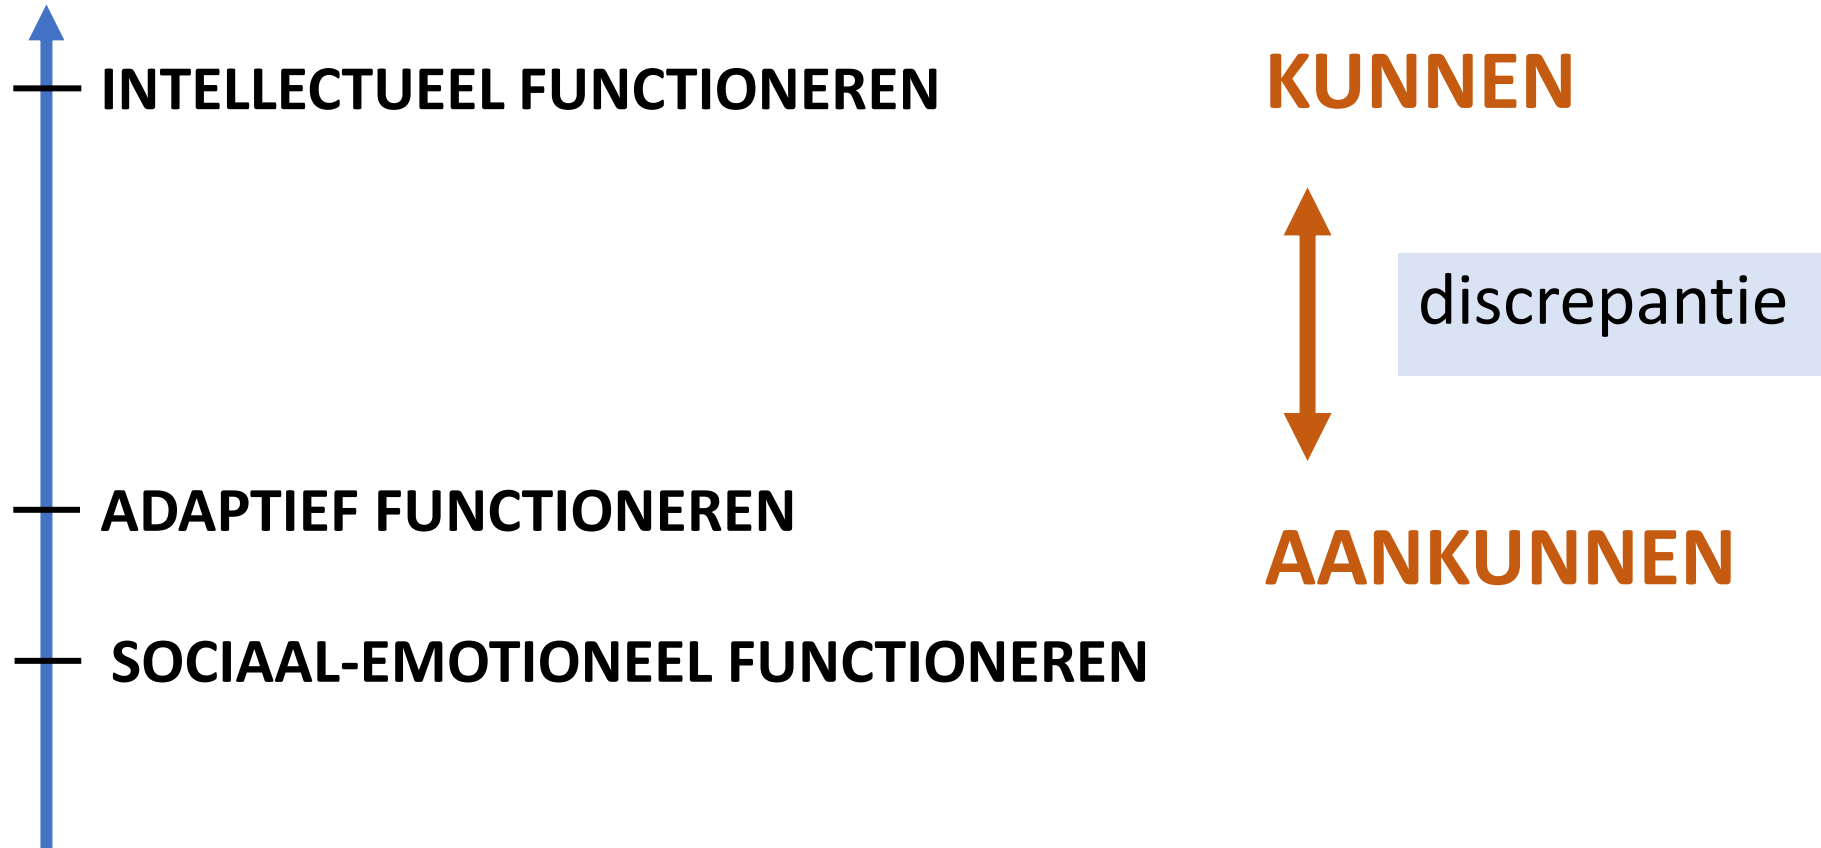 INTELLECTUEEL FUNCTIONEREN
KUNNEN
discrepantie
ADAPTIEF FUNCTIONEREN
AANKUNNEN
SOCIAAL-EMOTIONEEL FUNCTIONEREN